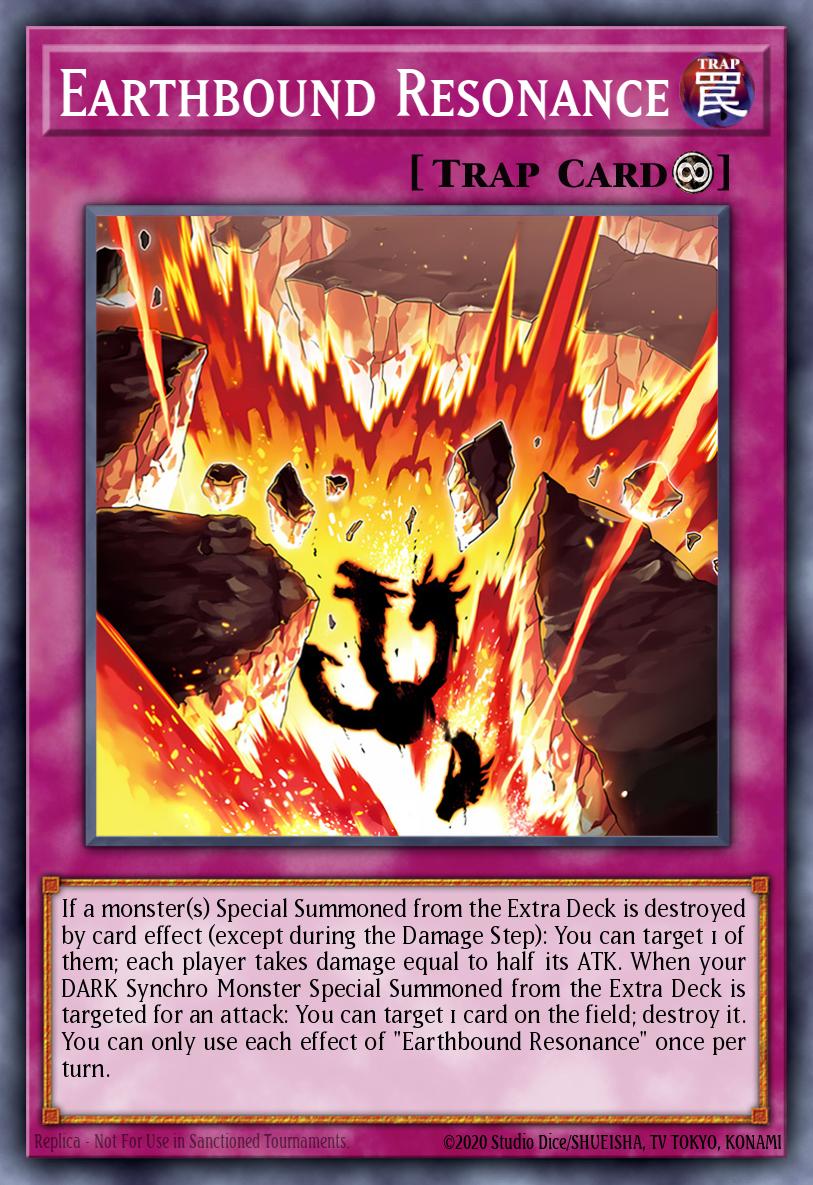 Earthbound Resonance
TRAP
罠
[Trap Card]
If a monster(s) Special Summoned from the Extra Deck is destroyed
by card effect (except during the Damage Step): You can target 1 of
them; each player takes damage equal to half its ATK. When your
DARK Synchro Monster Special Summoned from the Extra Deck is
targeted for an attack: You can target 1 card on the field; destroy it.
You can only use each effect of "Earthbound Resonance" once per
turn.
Replica - Not For Use in Sanctioned Tournaments.
©2020 Studio Dice/SHUEISHA, TV TOKYO, KONAMI